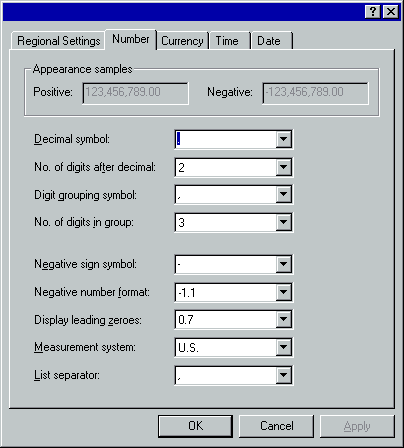 ? ×
Regional Settings Number Currency Time Date
Appearance samples
Positive: 123,456,789.00 Negative: -123,456,789.00
Decimal symbol: .
No. of digits after decimal: 2
Digit grouping symbol: ,
No. of digits in group: 3
Negative sign symbol: -
Negative number format: -1.1
Display leading zeroes: 0.7
Measurement system: U.S.
List separator: ,
OK Cancel Apply